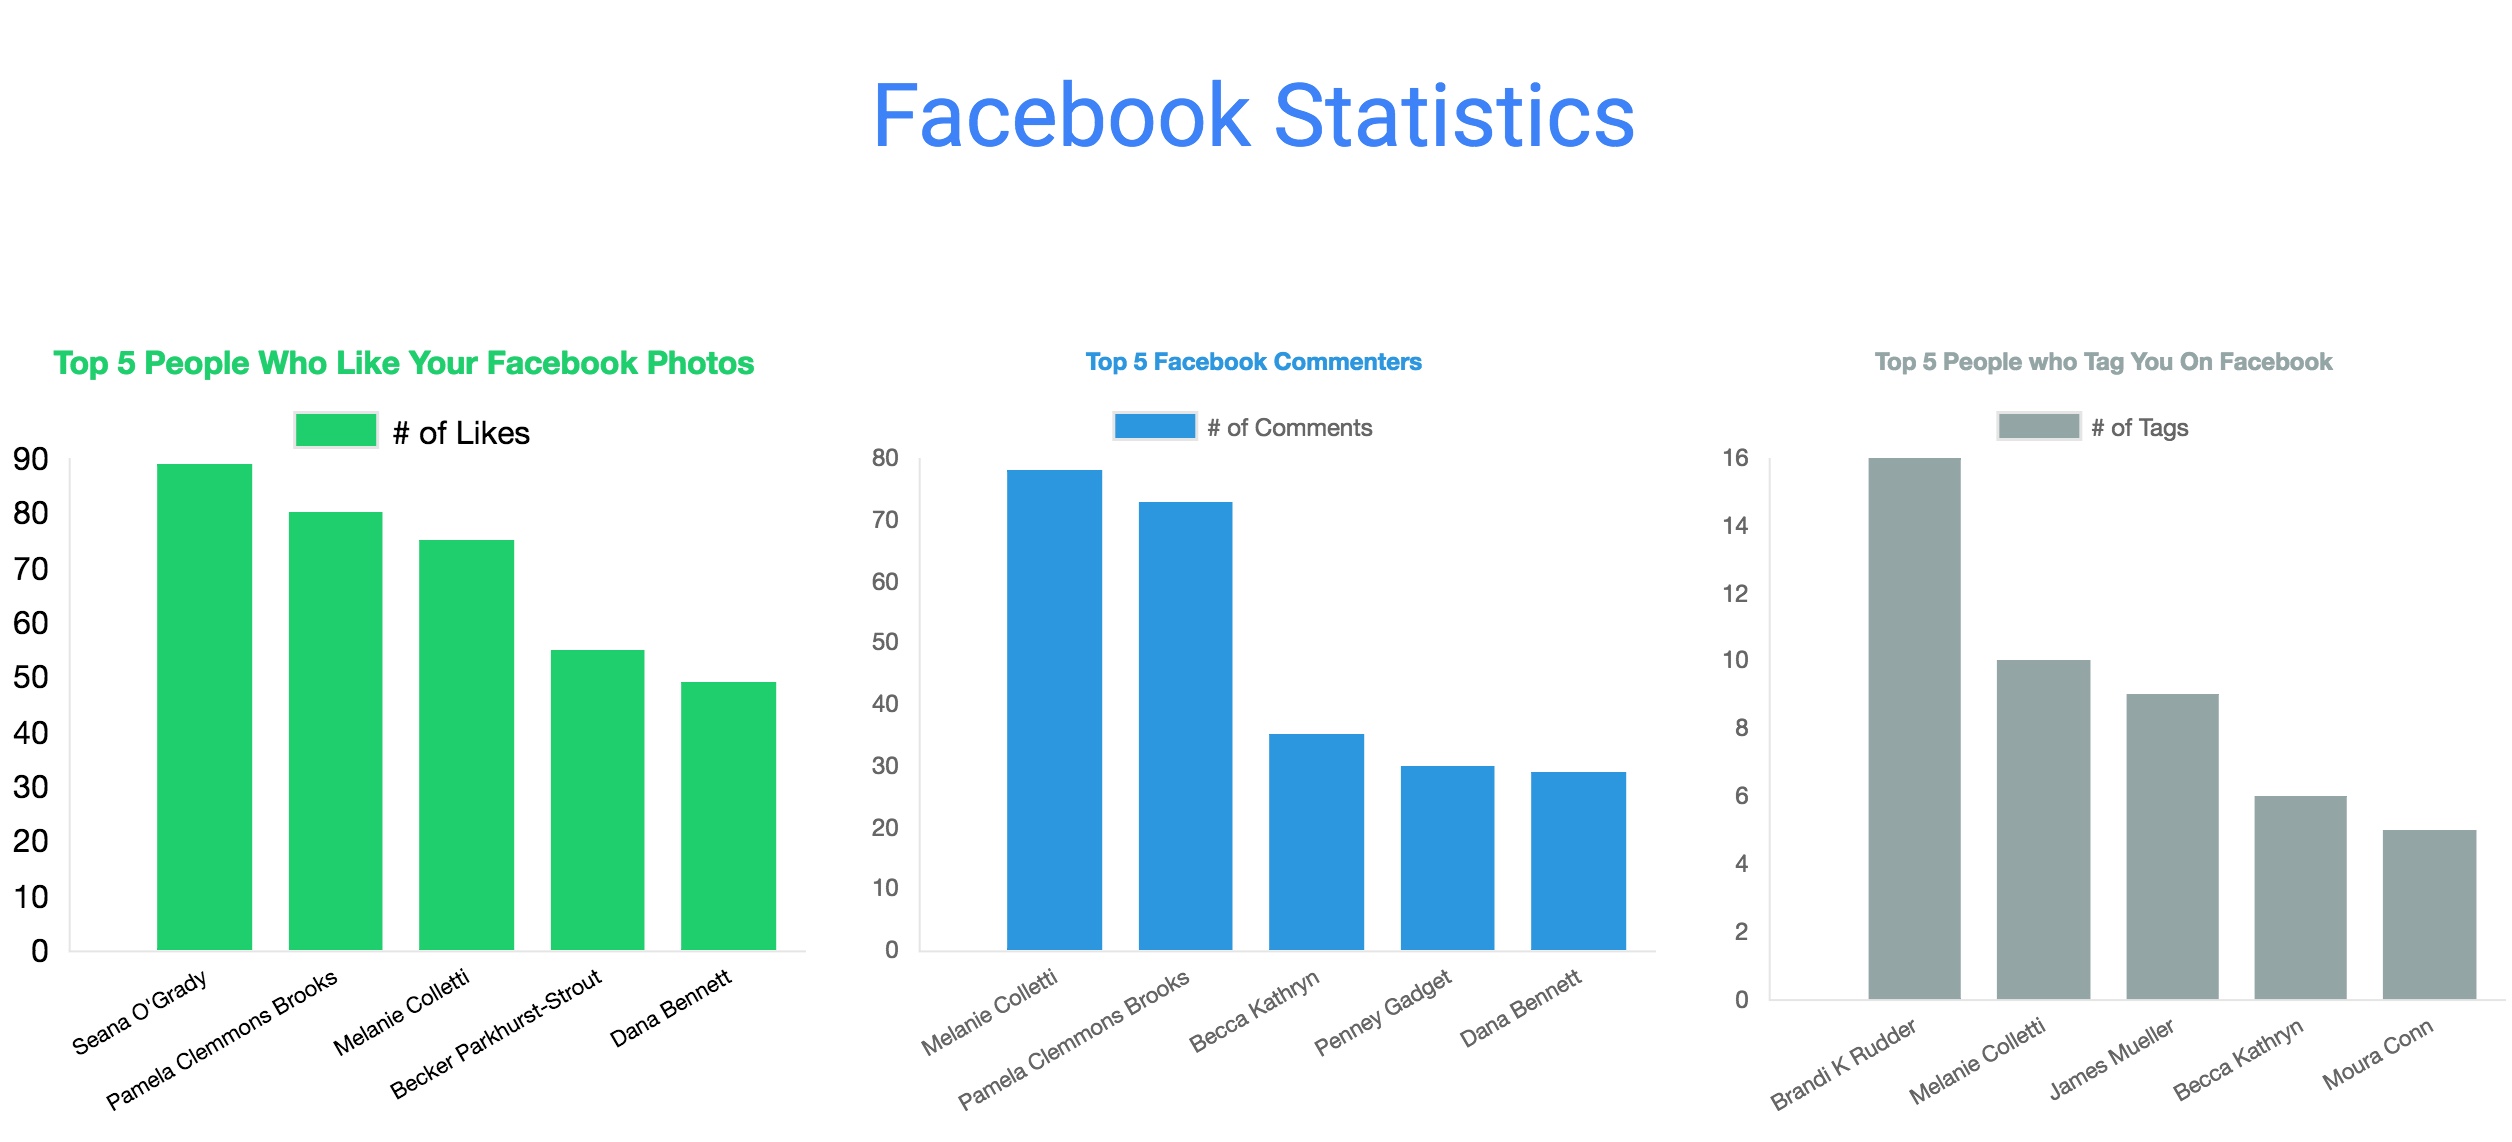 Facebook Statistics
Top 5 People Who Like Your Facebook Photos
# of Likes
90
80
70
60
50
40
30
20
10
0
Seana O'Grady
Pamela Clemmons Brooks
Melanie Colletti
Becker Parkhurst-Strout
Dana Bennett
Top 5 Facebook Commenters
# of Comments
80
70
60
50
40
30
20
10
0
Melanie Colletti
Pamela Clemmons Brooks
Becca Kathryn
Penney Gadget
Dana Bennett
Top 5 People who Tag You On Facebook
# of Tags
16
14
12
10
8
6
4
2
0
Brandi K Rudder
Melanie Colletti
James Mueller
Becca Kathryn
Moura Conn